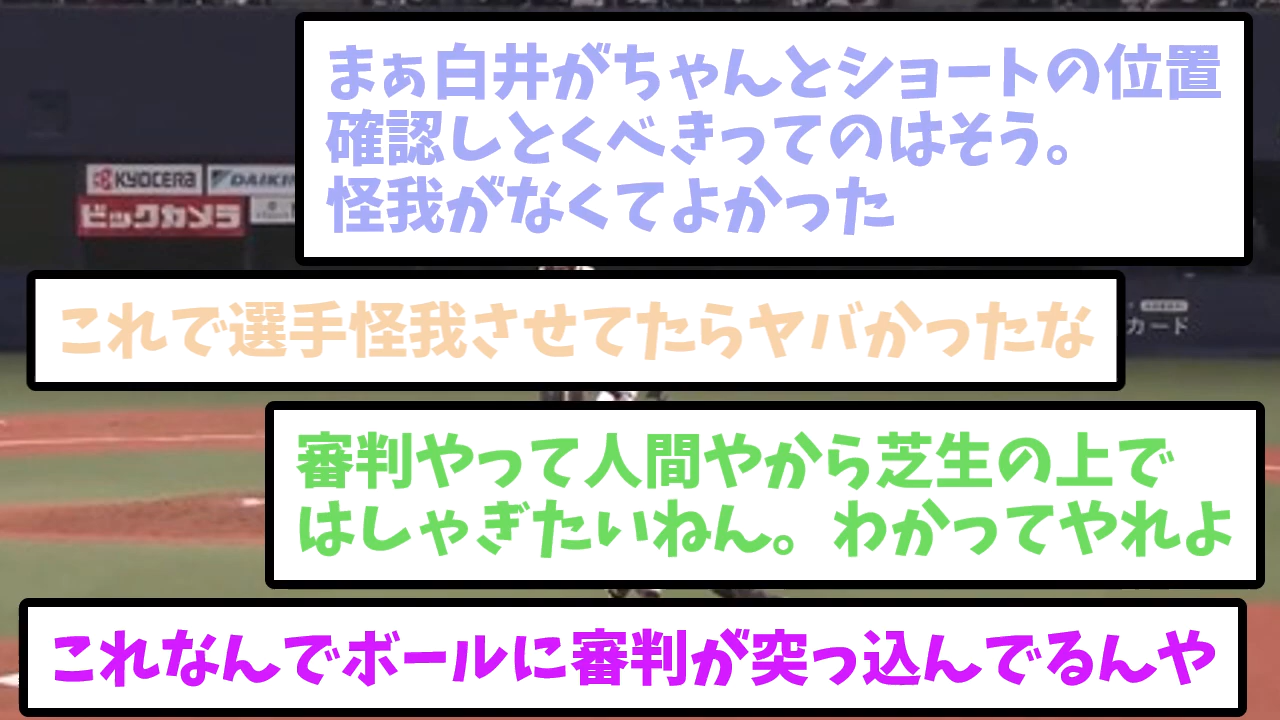 まぁ白井がちゃんとショートの位置
確認しとくべきってのはそう。
怪我がなくてよかった
KYOCERA
DAIKIN
ビックカメラ
これで選手怪我させてたらヤバかったな
カード
審判やって人間やから芝生の上で
はしゃぎたいねん。わかってやれよ
これなんでボールに審判が突っ込んでるんや